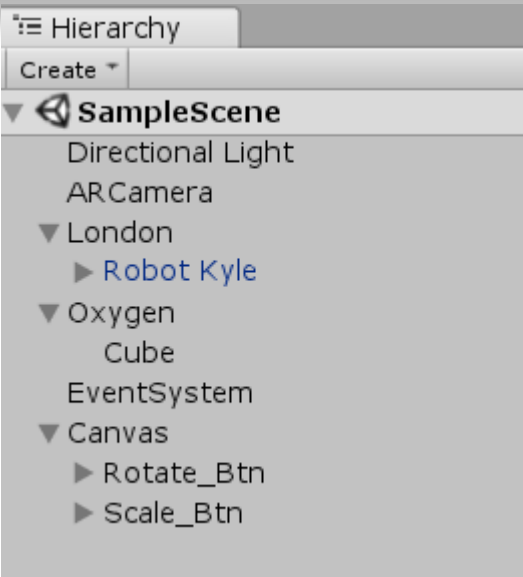 Hierarchy
Create
SampleScene
Directional Light
ARCamera
London
Robot Kyle
Oxygen
Cube
EventSystem
Canvas
Rotate_Btn
Scale_Btn